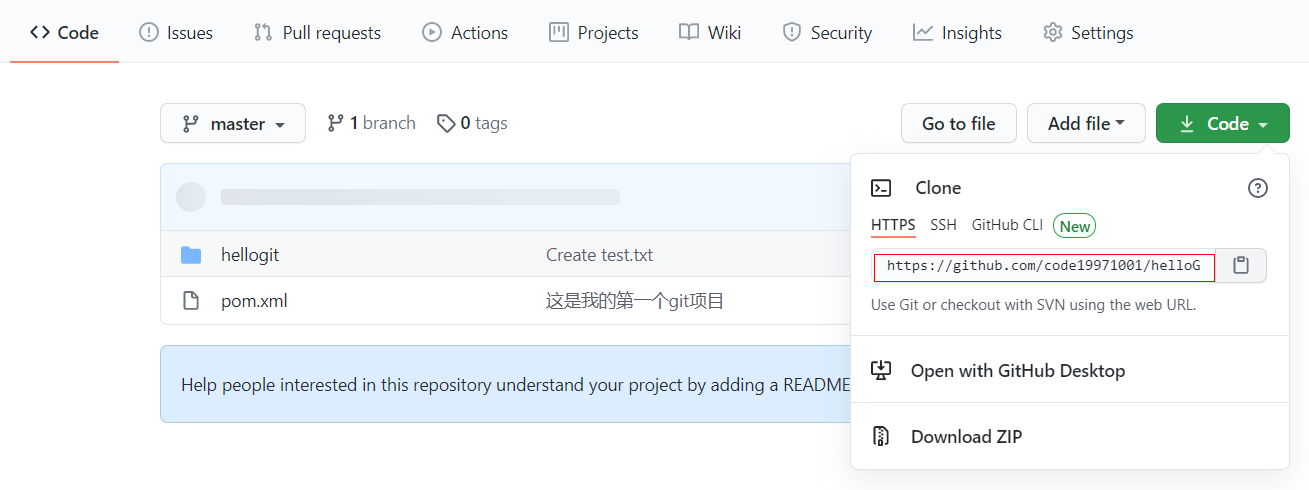 Code Issues Pull requests Actions Projects Wiki Security Insights Settings
master 1 branch 0 tags Go to file Add file Code
Clone
HTTPS SSH GitHub CLI New
https://github.com/code19971001/helloG
Use Git or checkout with SVN using the web URL.
hellogit Create test.txt
pom.xml 这是我的第一个git项目
Help people interested in this repository understand your project by adding a README
Open with GitHub Desktop
Download ZIP